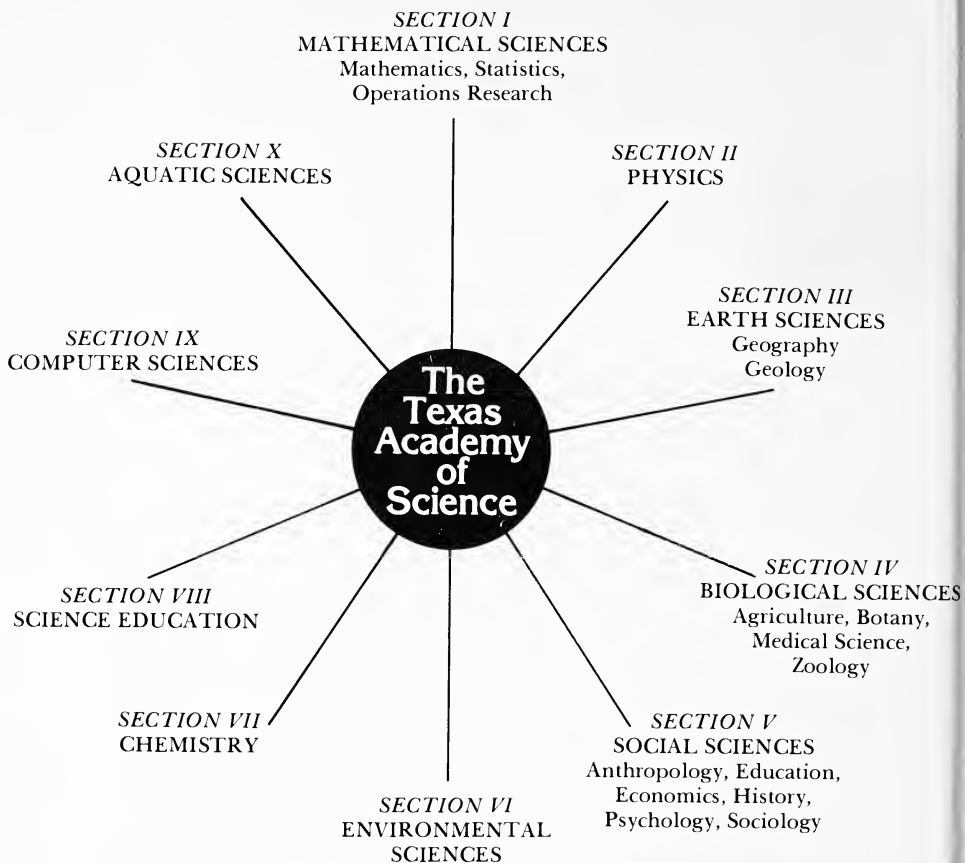 SECTION I
MATHEMATICAL SCIENCES
Mathematics, Statistics,
Operations Research
SECTION II
PHYSICS
SECTION III
EARTH SCIENCES
Geography
Geology
SECTION IV
BIOLOGICAL SCIENCES
Agriculture, Botany,
Medical Science,
Zoology
SECTION V
SOCIAL SCIENCES
Anthropology, Education,
Economics, History,
Psychology, Sociology
SECTION VI
ENVIRONMENTAL
SCIENCES
SECTION VII
CHEMISTRY
SECTION VIII
SCIENCE EDUCATION
SECTION IX
COMPUTER SCIENCES
SECTION X
AQUATIC SCIENCES
The
Texas
Academy
of
Science